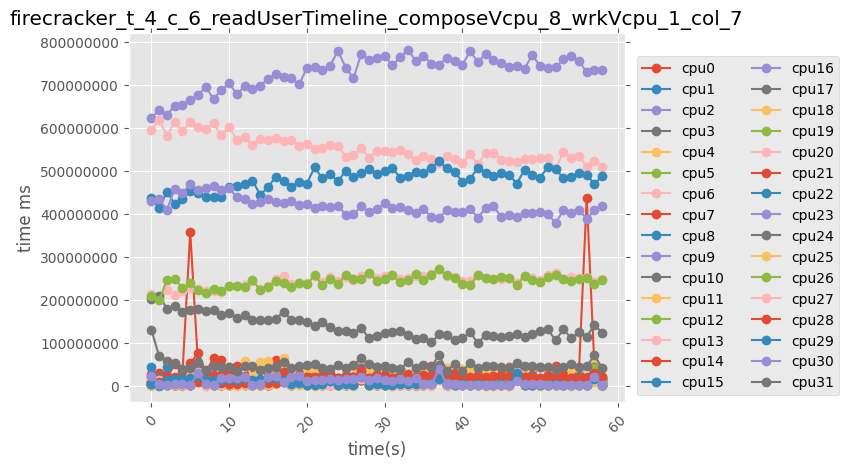 firecracker_t_4_c_6_readUserTimeline_composeVcpu_8_wrkVcpu_1_col_7
time ms
800000000
700000000
600000000
500000000
400000000
300000000
200000000
100000000
0
0
10
20
30
40
50
60
time(s)
cpu0
cpu1
cpu2
cpu3
cpu4
cpu5
cpu6
cpu7
cpu8
cpu9
cpu10
cpu11
cpu12
cpu13
cpu14
cpu15
cpu16
cpu17
cpu18
cpu19
cpu20
cpu21
cpu22
cpu23
cpu24
cpu25
cpu26
cpu27
cpu28
cpu29
cpu30
cpu31